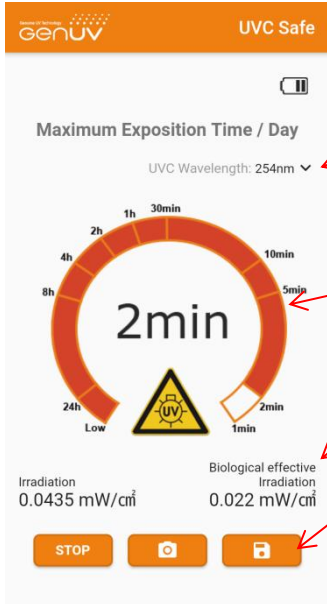 GenUV
UVC Safe
Maximum Exposition Time / Day
UVC Wavelength: 254nm
30min
1h
2h
4h
10min
8h
5min
2min
UV
24h
2min
Low
1min
Biological effective
Irradiation
Irradiation
0.0435 mW/㎠
0.022 mW/㎠
STOP